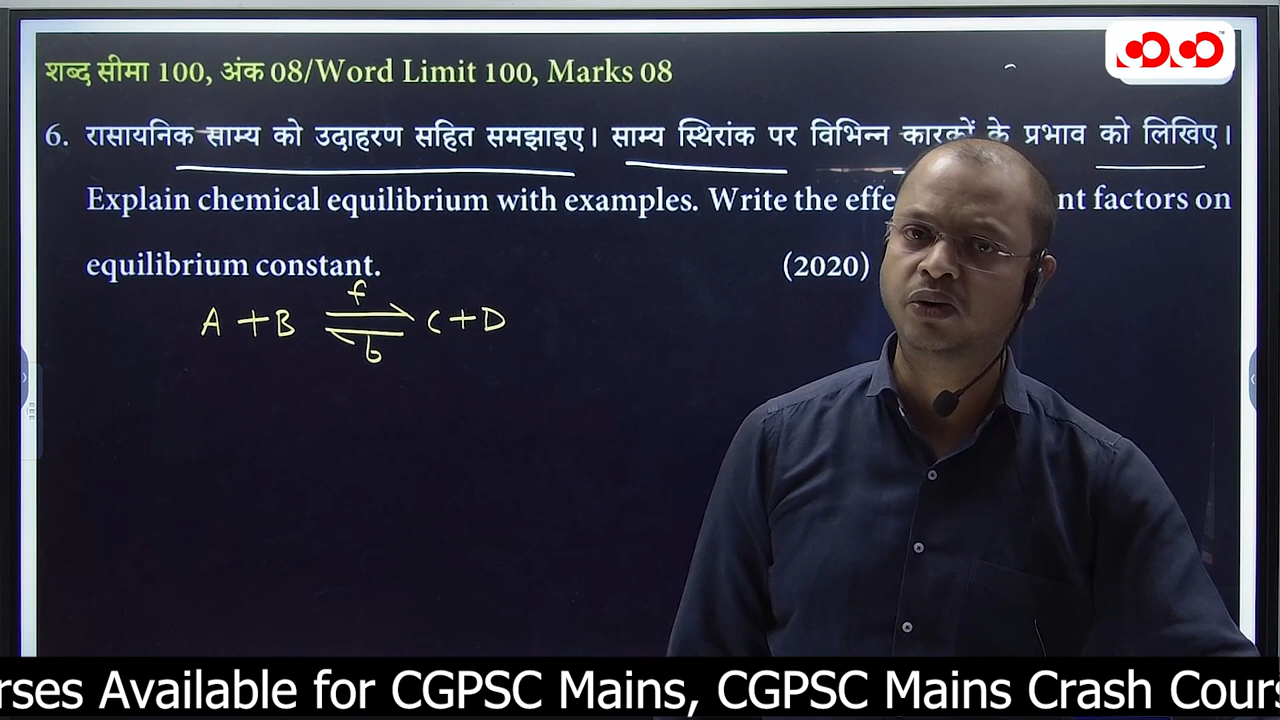 शब्द सीमा 100, अंक 08/Word Limit 100, Marks 08
6. रासायनिक साम्य को उदाहरण सहित समझाइए। साम्य स्थिरांक पर विभिन्न कारकों के प्रभाव को लिखिए।
Explain chemical equilibrium with examples. Write the effe nt factors on
equilibrium constant. (2020)
f
A + B ⇌ C + D
b
rses Available for CGPSC Mains, CGPSC Mains Crash Cours